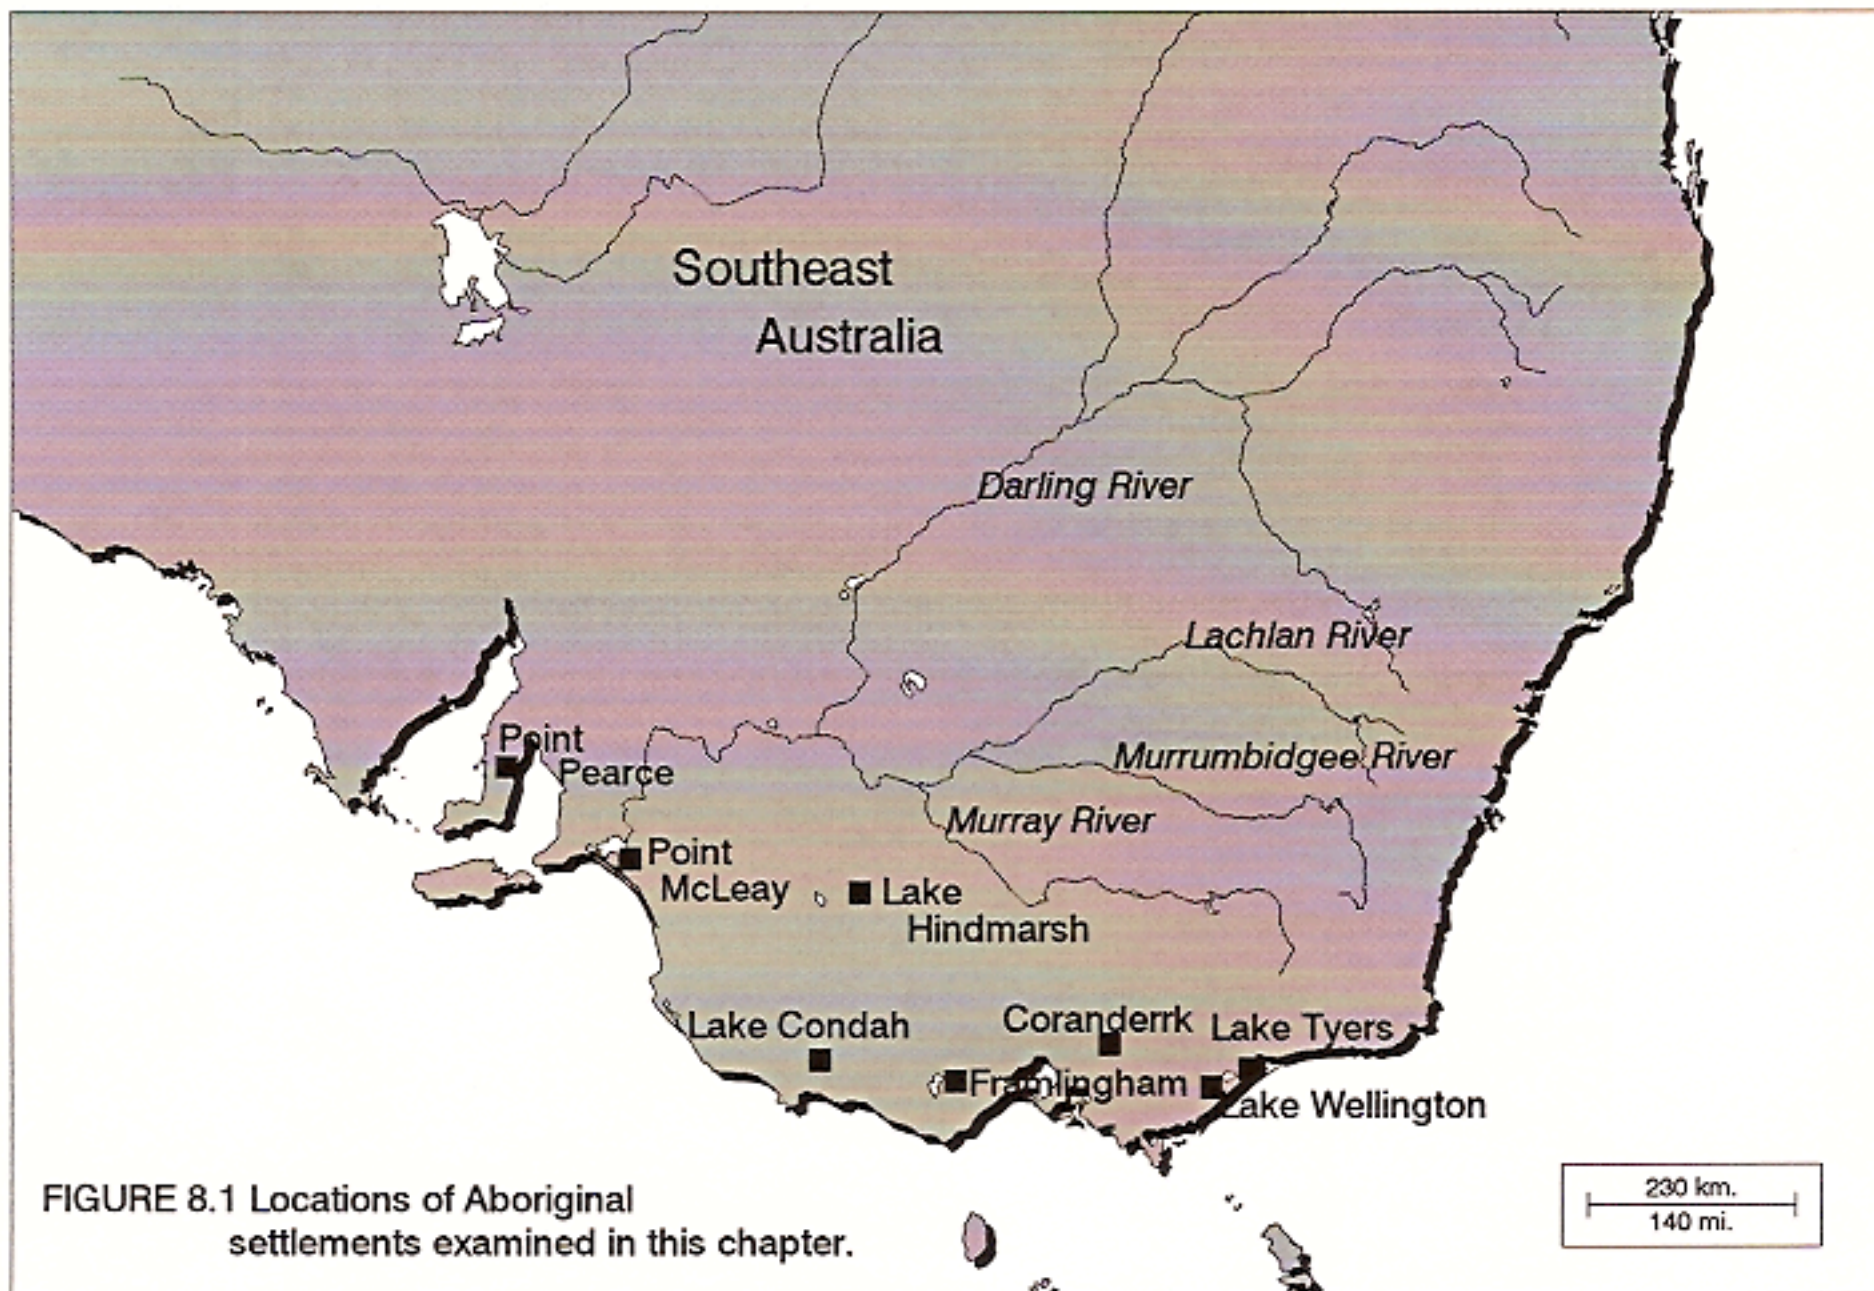 Southeast
Australia
Darling River
Lachlan River
Murrumbidgee River
Murray River
Point
Pearce
Point
McLeay
Lake
Hindmarsh
Lake Condah
Coranderrk
Lake Tyers
Framlingham
Lake Wellington
FIGURE 8.1 Locations of Aboriginal
settlements examined in this chapter.
230 km.
140 mi.